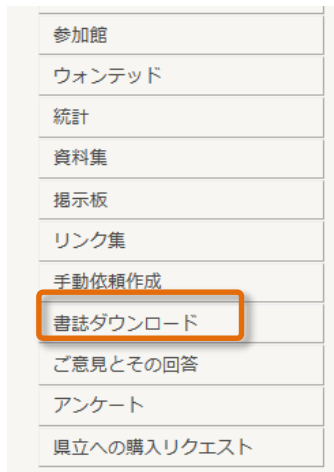 参加館
ウォンテッド
統計
資料集
掲示板
リンク集
手動依頼作成
書誌ダウンロード
ご意見とその回答
アンケート
県立への購入リクエスト